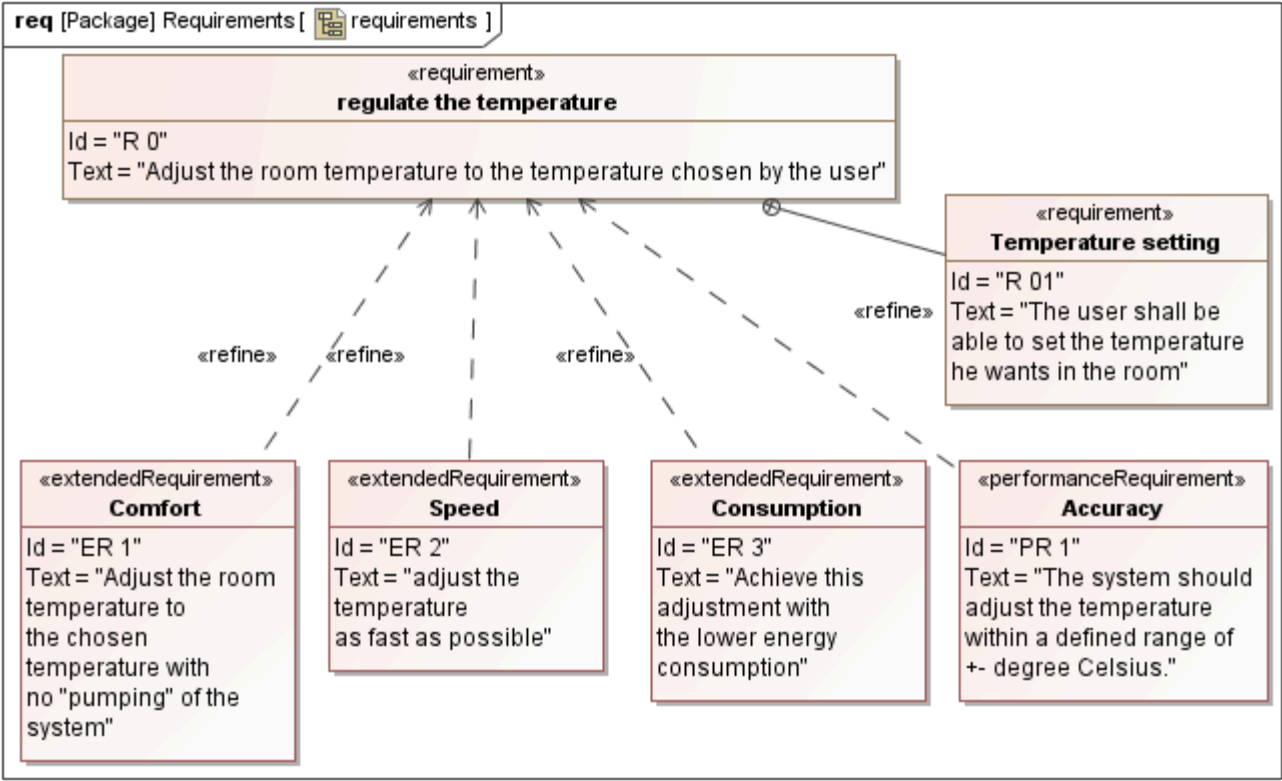 req [Package] Requirements [ requirements ]
«requirement»
regulate the temperature
Id = "R 0"
Text = "Adjust the room temperature to the temperature chosen by the user"
«requirement»
Temperature setting
Id = "R 01"
Text = "The user shall be
able to set the temperature
he wants in the room"
«refine»
«refine»
«refine»
«refine»
«extendedRequirement»
Comfort
Id = "ER 1"
Text = "Adjust the room
temperature to
the chosen
temperature with
no "pumping" of the
system"
«extendedRequirement»
Speed
Id = "ER 2"
Text = "adjust the
temperature
as fast as possible"
«extendedRequirement»
Consumption
Id = "ER 3"
Text = "Achieve this
adjustment with
the lower energy
consumption"
«performanceRequirement»
Accuracy
Id = "PR 1"
Text = "The system should
adjust the temperature
within a defined range of
+- degree Celsius."